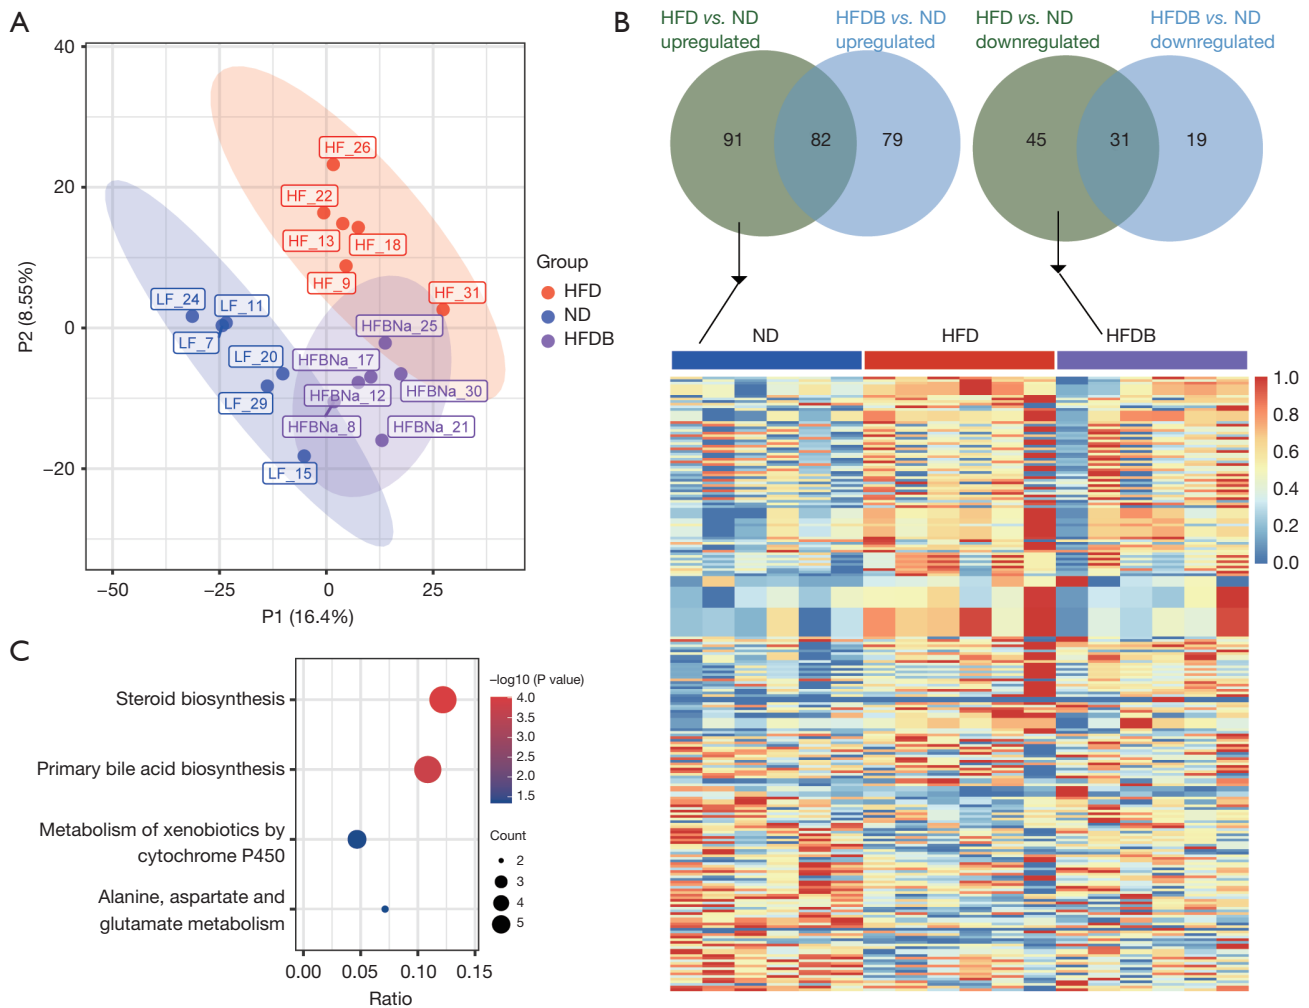 A
40
20
0
−20
−50
−25
0
25
P2 (8.55%)
P1 (16.4%)
HF_26
HF_22
HF_13
HF_18
HF_9
HF_31
LF_24
LF_11
LF_7
LF_20
LF_29
LF_15
HFBNa_25
HFBNa_17
HFBNa_30
HFBNa_12
HFBNa_8
HFBNa_21
Group
HFD
ND
HFDB
B
HFD vs. ND
upregulated
HFDB vs. ND
upregulated
HFD vs. ND
downregulated
HFDB vs. ND
downregulated
91
82
79
45
31
19
ND
HFD
HFDB
1.0
0.8
0.6
0.4
0.2
0.0
C
Steroid biosynthesis
Primary bile acid biosynthesis
Metabolism of xenobiotics by
cytochrome P450
Alanine, aspartate and
glutamate metabolism
0.00
0.05
0.10
0.15
Ratio
−log10 (P value)
4.0
3.5
3.0
2.5
2.0
1.5
Count
2
3
4
5